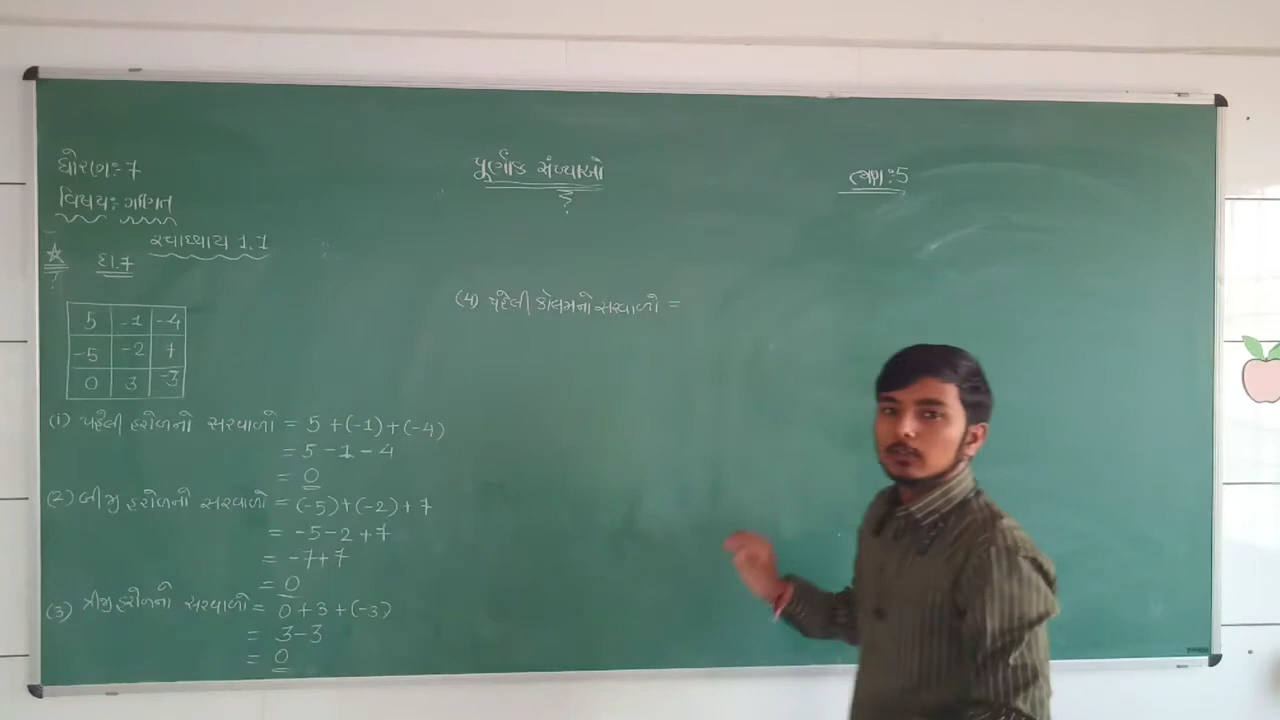 ધોરણ: 7
વિષય: ગણિત
પૂર્ણાંક સંખ્યાઓ
તાસ: 5
સ્વાધ્યાય 1.1
દા.7
5 -1 -4
-5 -2 7
0 3 -3
(1) પહેલી હરોળનો સરવાળો = 5 + (-1) + (-4)
= 5 - 1 - 4
= 0
(2) બીજી હરોળનો સરવાળો = (-5) + (-2) + 7
= -5 - 2 + 7
= -7 + 7
= 0
(3) ત્રીજી હરોળનો સરવાળો = 0 + 3 + (-3)
= 3 - 3
= 0
(4) પહેલી કોલમનો સરવાળો =